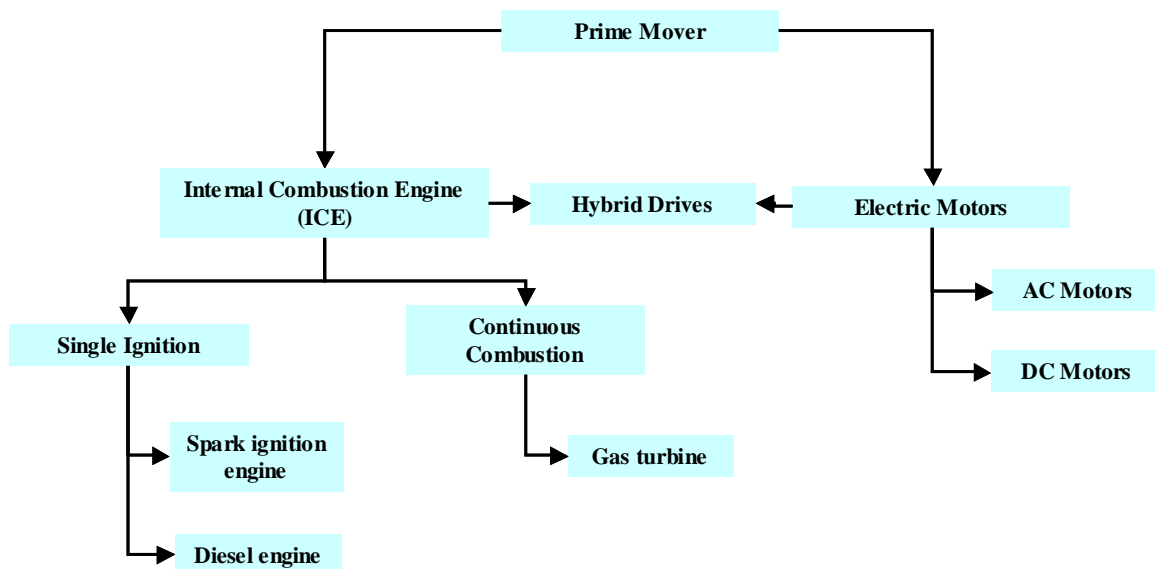 Prime Mover
Internal Combustion Engine
(ICE)
Hybrid Drives
Electric Motors
AC Motors
DC Motors
Single Ignition
Continuous
Combustion
Spark ignition
engine
Gas turbine
Diesel engine